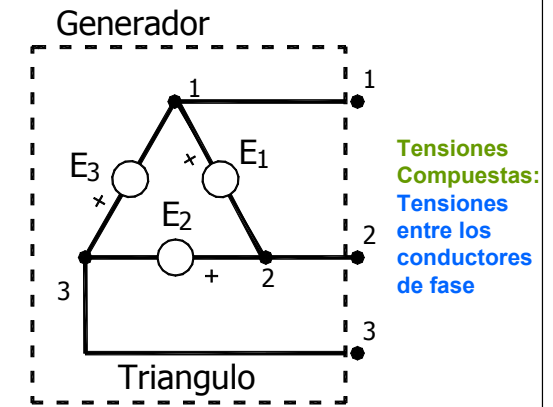 Generador
1
1
E3
E1
+
+
Tensiones
Compuestas:
Tensiones
entre los
conductores
de fase
E2
+
2
3
2
3
Triangulo